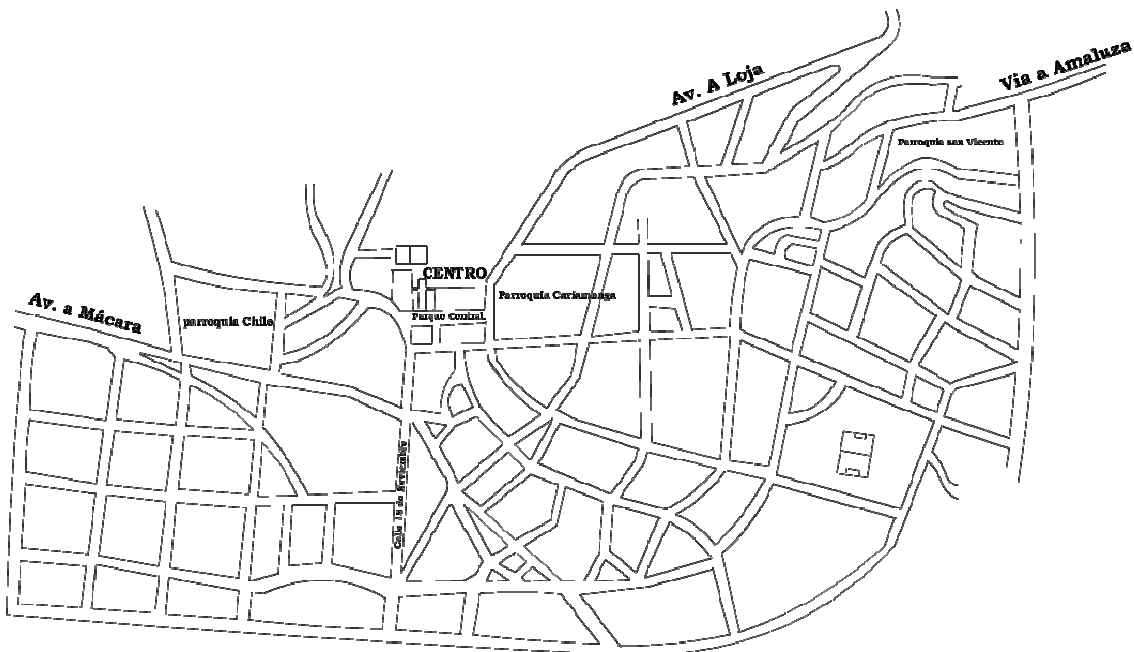 Via a Amaluza
Av. A Loja
Parroquia san Vicente
CENTRO
Parroquia Cariamanga
Av. a Mácara
parroquia Chile
Parque Central
Calle 18 de Noviembre